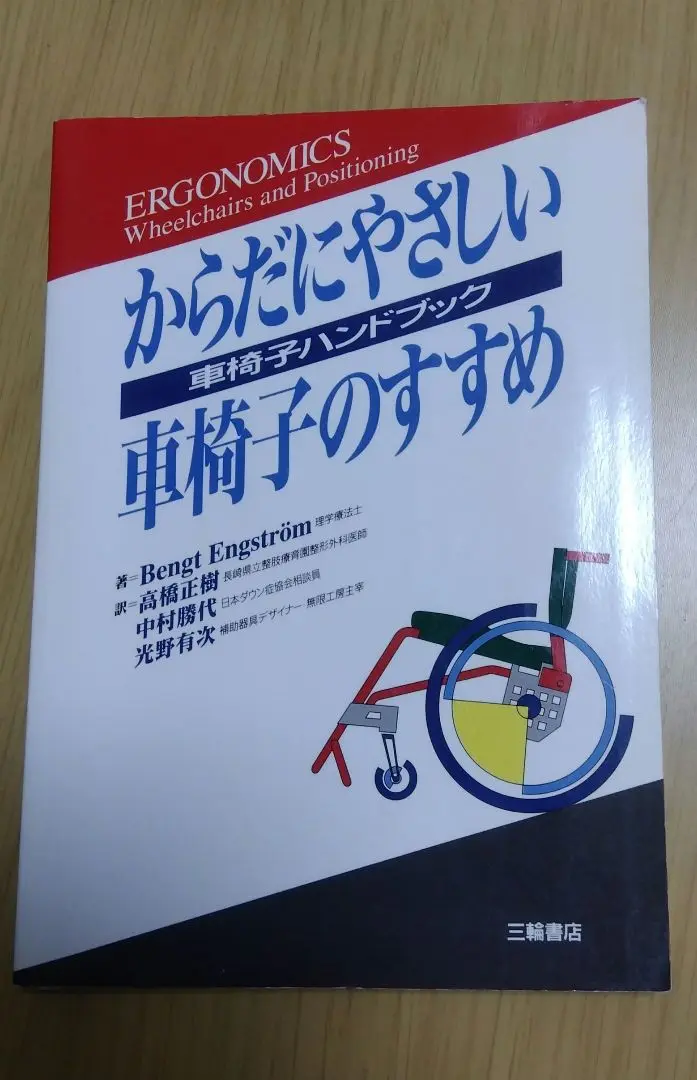 ERGONOMICS
Wheelchairs and Positioning
からだにやさしい
車椅子ハンドブック
車椅子のすすめ
著=Bengt Engström 理学療法士
訳=高橋正樹 長崎県立整肢療育園整形外科医師
中村勝代 日本ダウン症協会相談員
光野有次 補助器具デザイナー 無限工房主宰
三輪書店